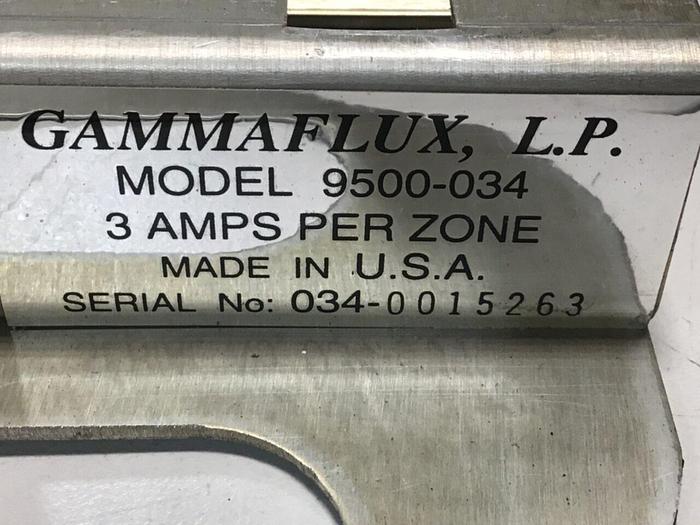 GAMMAFLUX, L.P.
MODEL 9500-034
3 AMPS PER ZONE
MADE IN U.S.A.
SERIAL No: 034-0015263